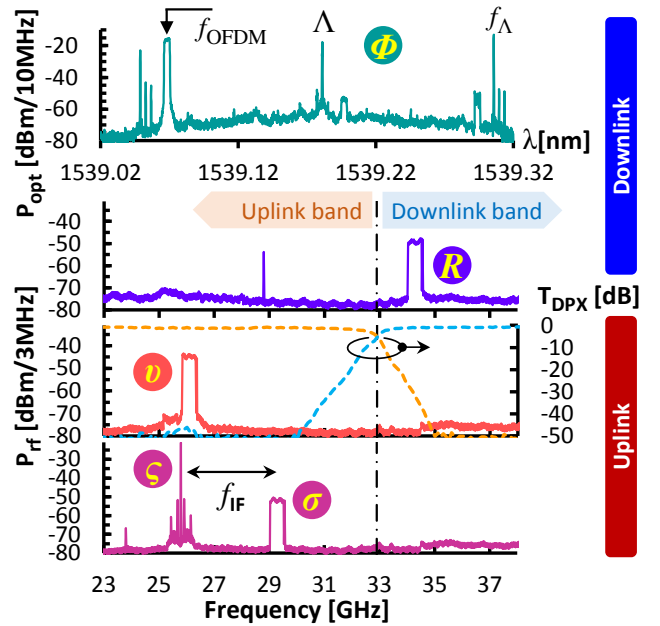 P_opt [dBm/10MHz]
-20
-40
-60
-80
f_OFDM
Λ
f_Λ
Φ
λ[nm]
1539.02 1539.12 1539.22 1539.32
Downlink
Uplink band Downlink band
-40
-50
-60
-70
-80
R
T_DPX [dB]
P_rf [dBm/3MHz]
-40
-50
-60
-70
-80
υ
0
-10
-20
-30
-40
-50
Uplink
-30
-40
-50
-60
-70
-80
ς
f_IF
σ
23 25 27 29 31 33 35 37
Frequency [GHz]